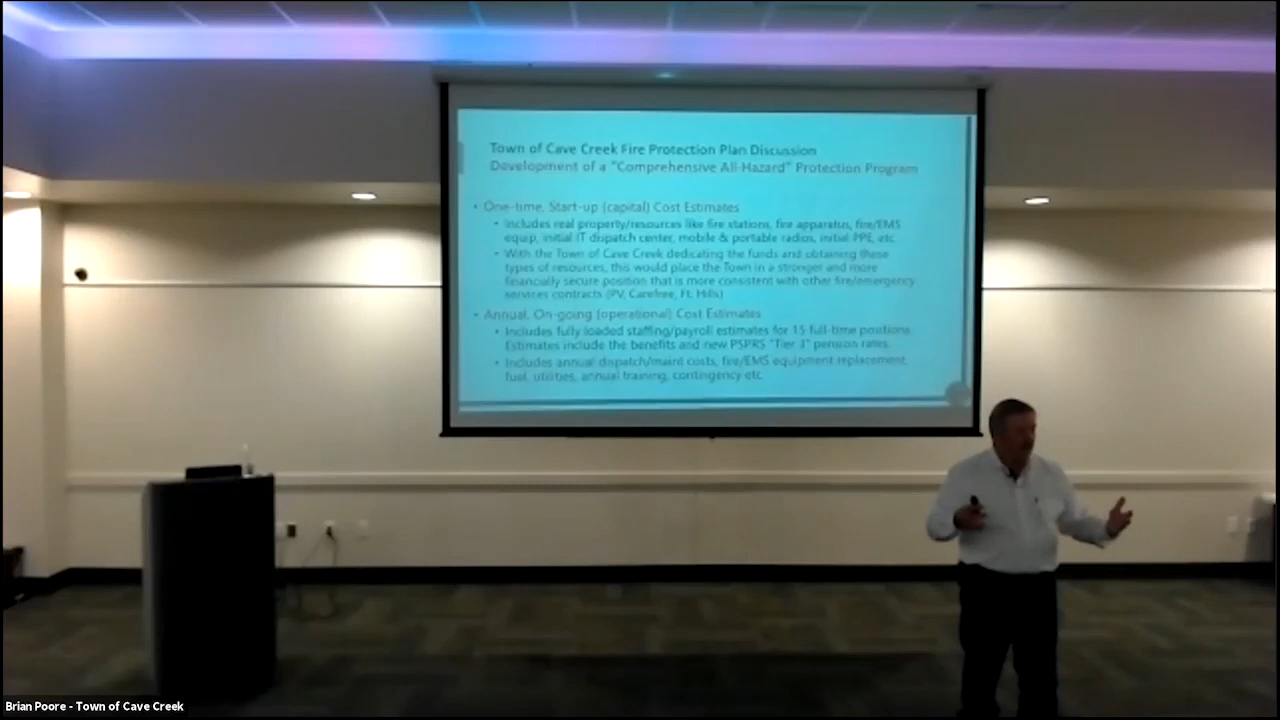 Town of Cave Creek Fire Protection Plan Discussion
Development of a "Comprehensive All-Hazard" Protection Program
• One-time, Start-up (capital) Cost Estimates
• Includes real property/resources like fire stations, fire apparatus, fire/EMS
equip, initial IT dispatch center, mobile & portable radios, initial PPE, etc.
• With the Town of Cave Creek dedicating the funds and obtaining these
types of resources, this would place the Town in a stronger and more
financially secure position that is more consistent with other fire/emergency
services contracts (PV, Carefree, Ft. Hills)
• Annual, On-going (operational) Cost Estimates
• Includes fully loaded staffing/payroll estimates for 15 full-time positions.
Estimates include the benefits and new PSPRS "Tier 3" pension rates.
• Includes annual dispatch/maint costs, fire/EMS equipment replacement,
fuel, utilities, annual training, contingency etc.
Brian Poore - Town of Cave Creek